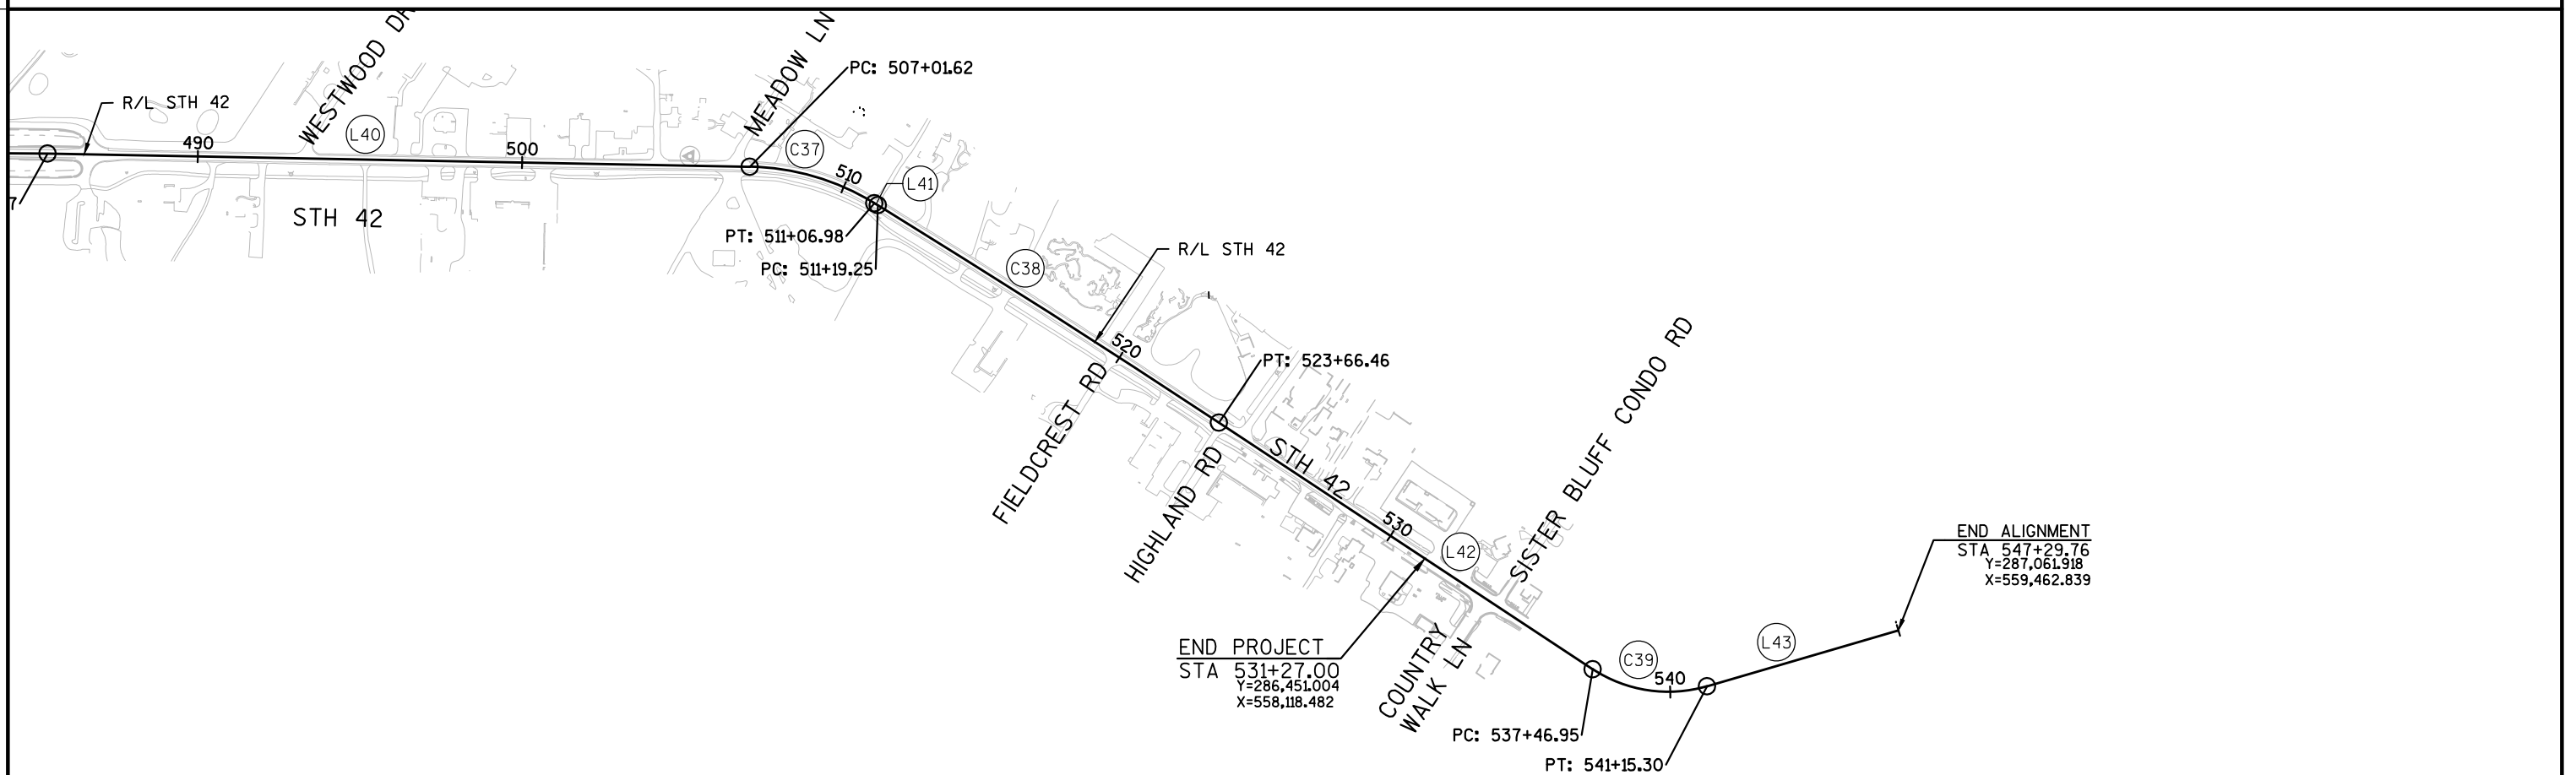 WESTWOOD DR
MEADOW LN
PC: 507+01.62
R/L STH 42
L40
490
500
C37
510
L41
7
STH 42
PT: 511+06.98
PC: 511+19.25
R/L STH 42
C38
520
PT: 523+66.46
FIELDCREST RD
HIGHLAND RD
STH 42
SISTER BLUFF CONDO RD
530
L42
END ALIGNMENT
STA 547+29.76
Y=287,061.918
X=559,462.839
END PROJECT
STA 531+27.00
Y=286,451.004
X=558,118.482
COUNTRY
WALK LN
C39
540
L43
PC: 537+46.95
PT: 541+15.30